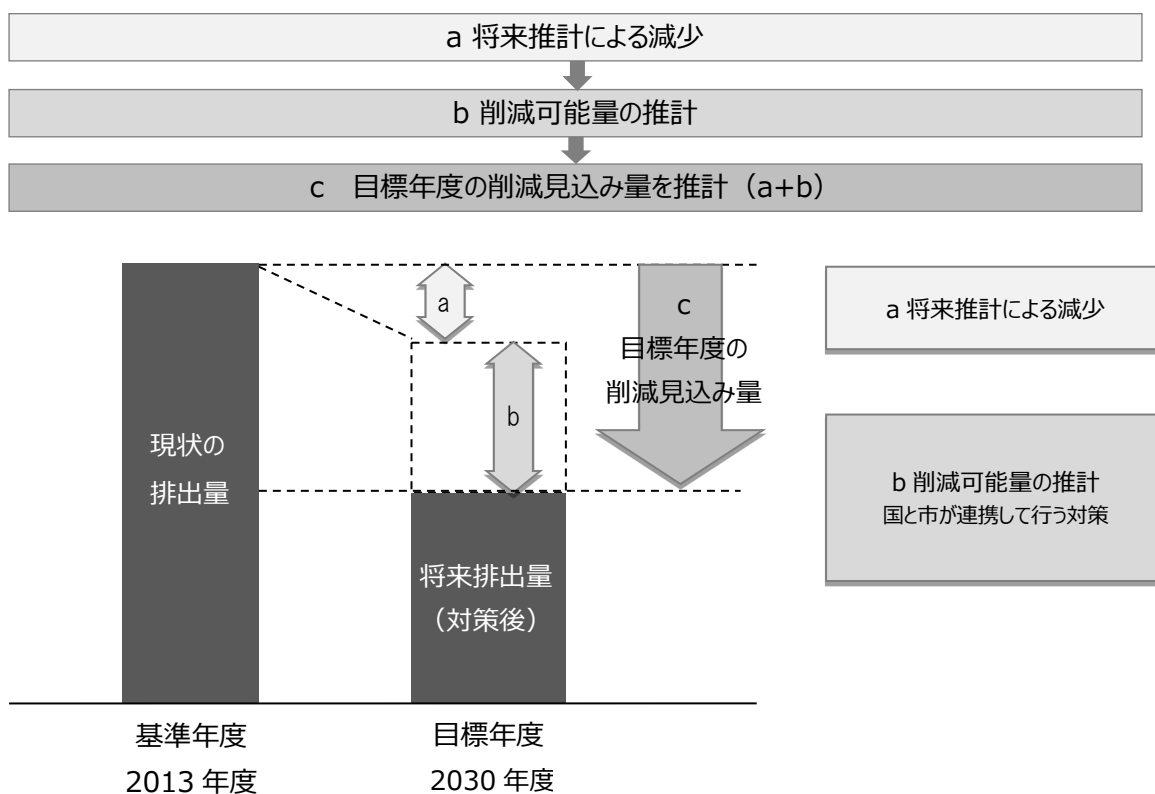 a 将来推計による減少
b 削減可能量の推計
c　目標年度の削減見込み量を推計（a+b）
a
c
目標年度の
削減見込み量
b
現状の
排出量
将来排出量
（対策後）
a 将来推計による減少
b 削減可能量の推計
国と市が連携して行う対策
基準年度
2013 年度
目標年度
2030 年度